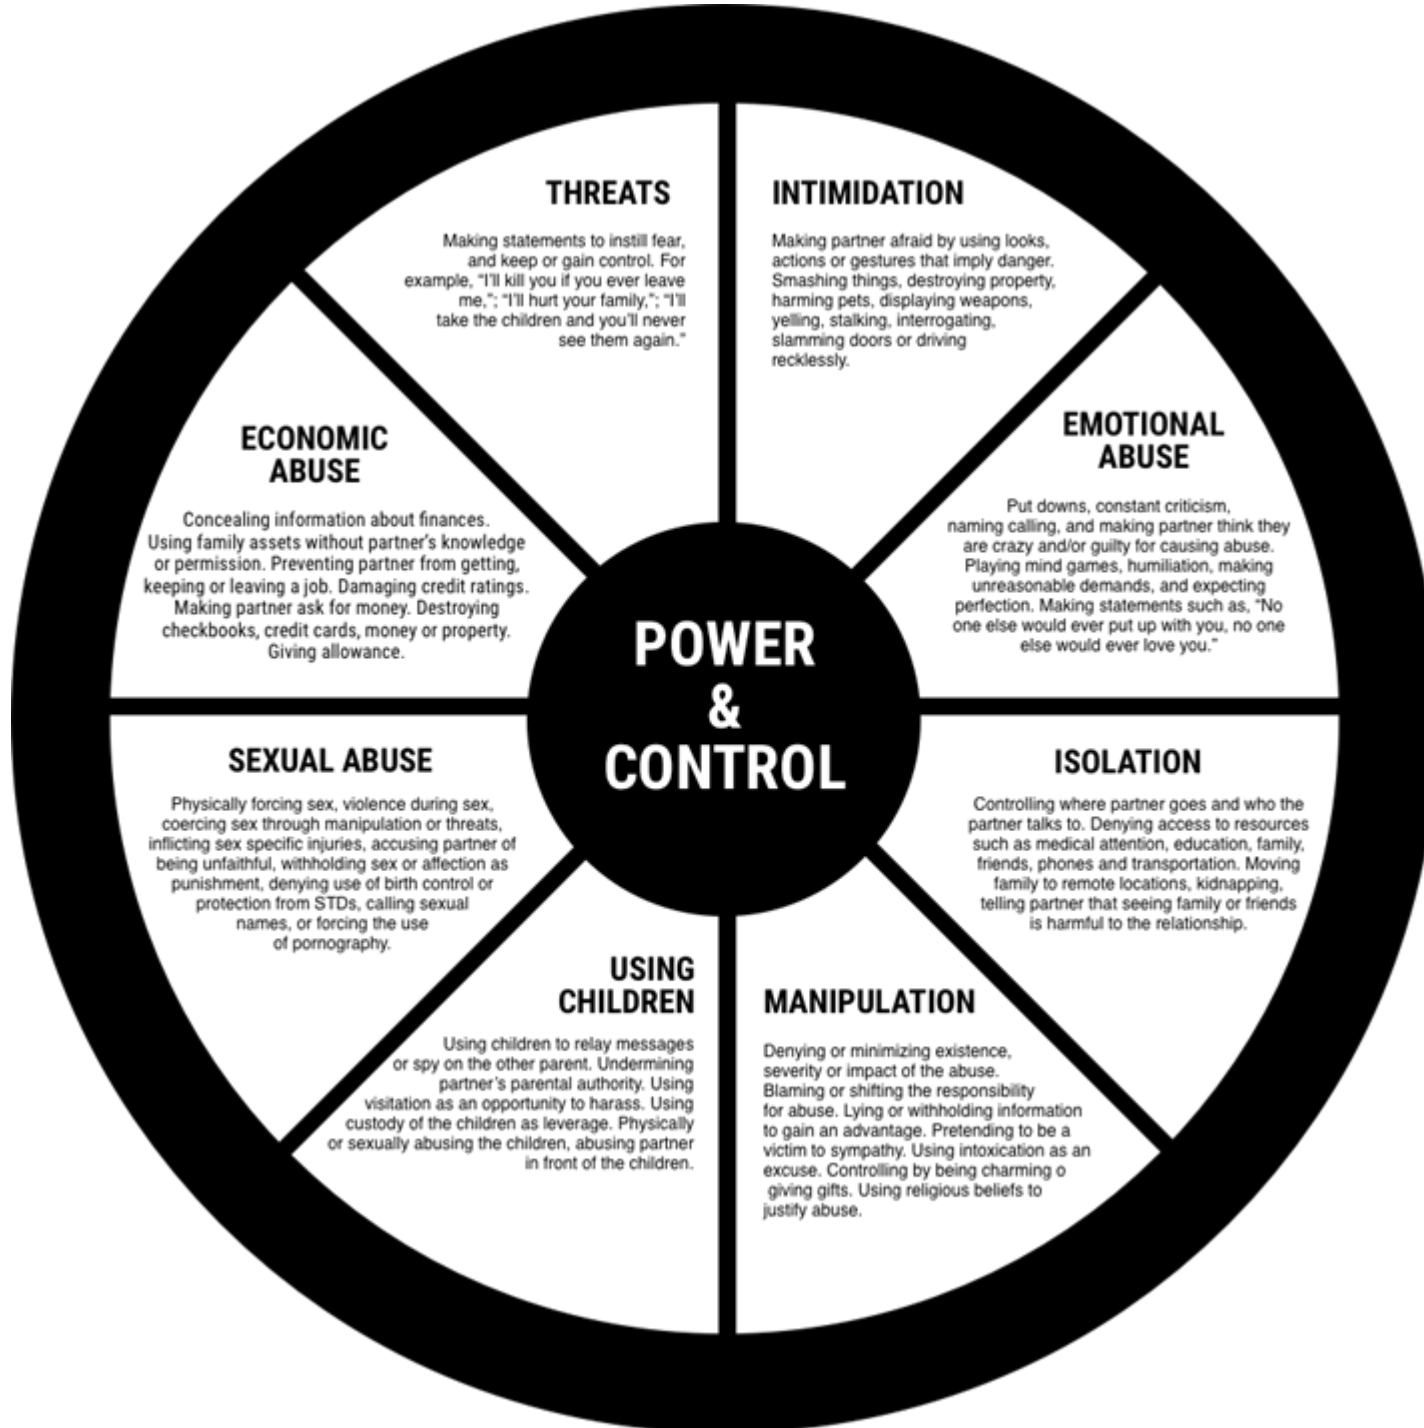 THREATS
Making statements to instill fear,
and keep or gain control. For
example, “I’ll kill you if you ever leave
me,”; “I’ll hurt your family,”; “I’ll
take the children and you’ll never
see them again.”
INTIMIDATION
Making partner afraid by using looks,
actions or gestures that imply danger.
Smashing things, destroying property,
harming pets, displaying weapons,
yelling, stalking, interrogating,
slamming doors or driving
recklessly.
ECONOMIC
ABUSE
Concealing information about finances.
Using family assets without partner’s knowledge
or permission. Preventing partner from getting,
keeping or leaving a job. Damaging credit ratings.
Making partner ask for money. Destroying
checkbooks, credit cards, money or property.
Giving allowance.
EMOTIONAL
ABUSE
Put downs, constant criticism,
naming calling, and making partner think they
are crazy and/or guilty for causing abuse.
Playing mind games, humiliation, making
unreasonable demands, and expecting
perfection. Making statements such as, “No
one else would ever put up with you, no one
else would ever love you.”
POWER
&
CONTROL
SEXUAL ABUSE
Physically forcing sex, violence during sex,
coercing sex through manipulation or threats,
inflicting sex specific injuries, accusing partner of
being unfaithful, withholding sex or affection as
punishment, denying use of birth control or
protection from STDs, calling sexual
names, or forcing the use
of pornography.
ISOLATION
Controlling where partner goes and who the
partner talks to. Denying access to resources
such as medical attention, education, family,
friends, phones and transportation. Moving
family to remote locations, kidnapping,
telling partner that seeing family or friends
is harmful to the relationship.
USING
CHILDREN
Using children to relay messages
or spy on the other parent. Undermining
partner’s parental authority. Using
visitation as an opportunity to harass. Using
custody of the children as leverage. Physically
or sexually abusing the children, abusing partner
in front of the children.
MANIPULATION
Denying or minimizing existence,
severity or impact of the abuse.
Blaming or shifting the responsibility
for abuse. Lying or withholding information
to gain an advantage. Pretending to be a
victim to sympathy. Using intoxication as an
excuse. Controlling by being charming o
giving gifts. Using religious beliefs to
justify abuse.